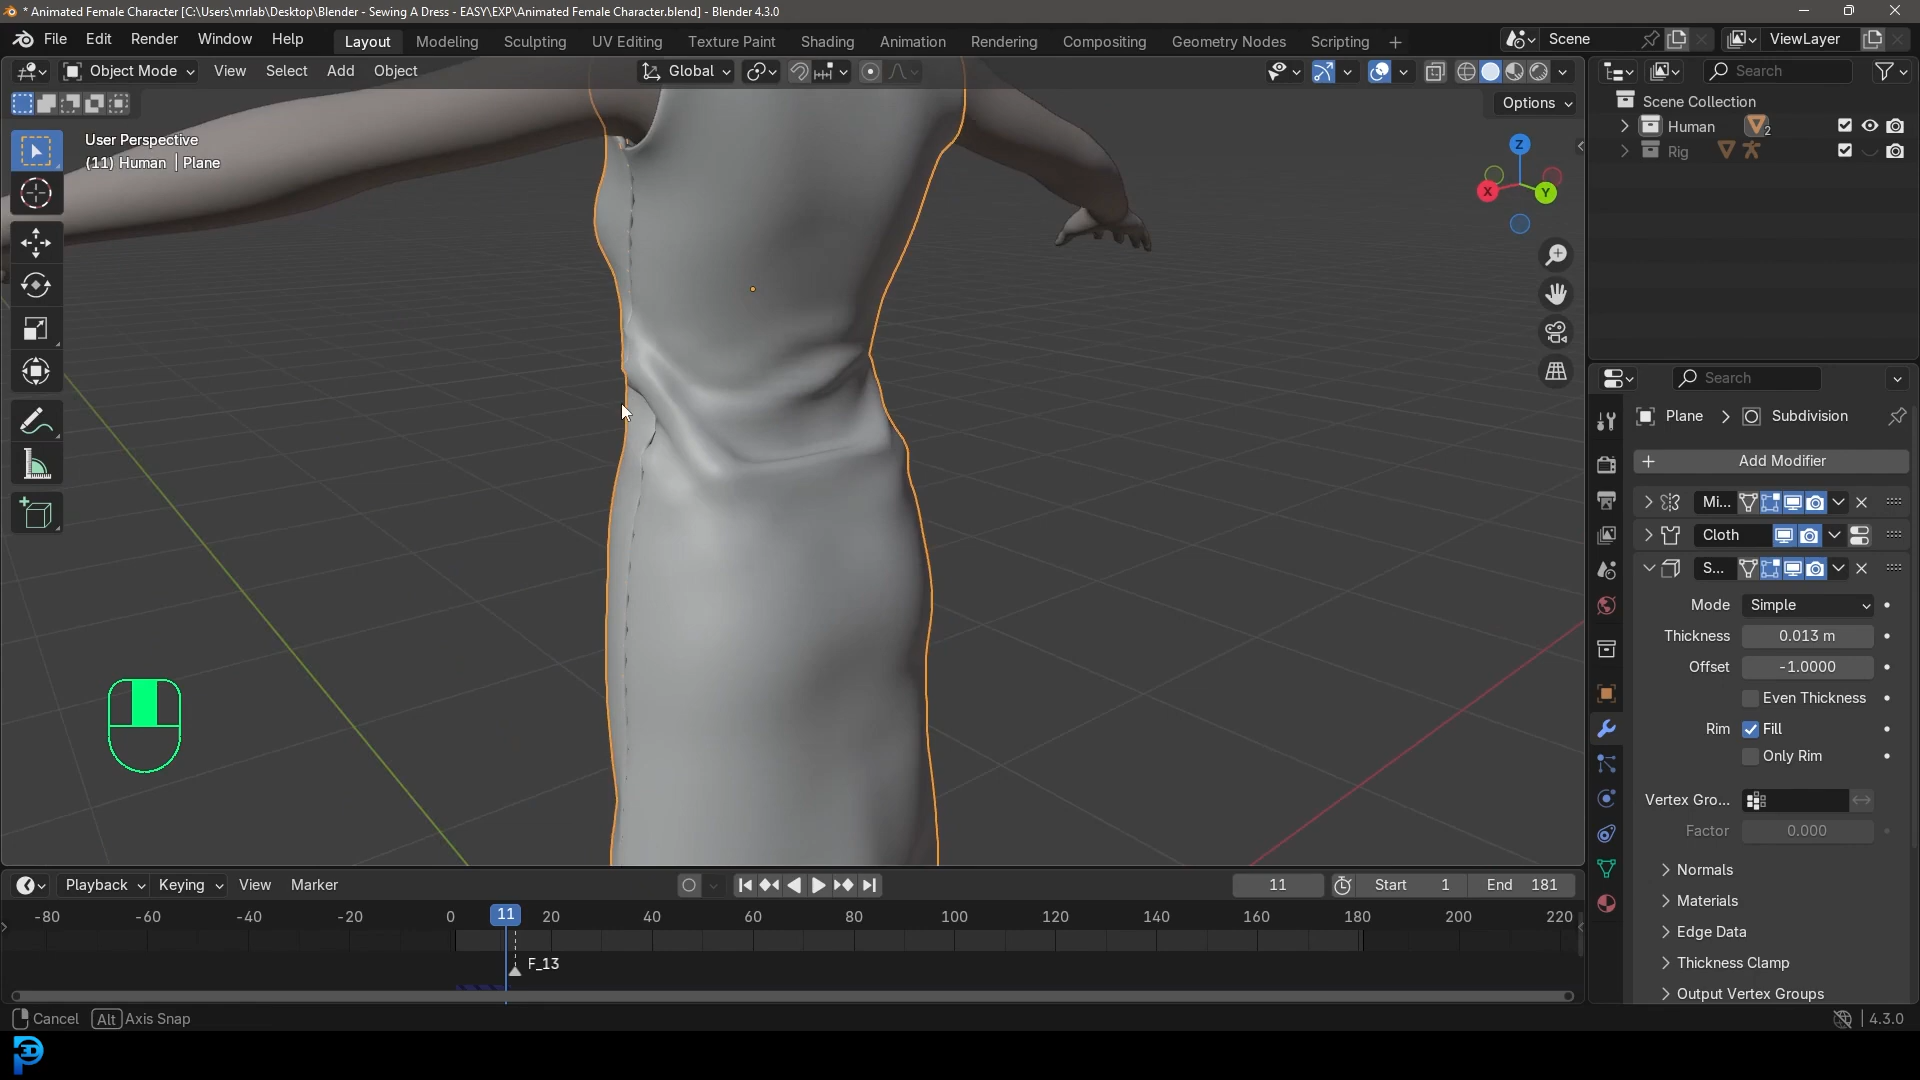 * Animated Female Character [C:\Users\mrlab\Desktop\Blender - Sewing A Dress - EASY\EXP\Animated Female Character.blend] - Blender 4.3.0
File Edit Render Window Help
Layout Modeling Sculpting UV Editing Texture Paint Shading Animation Rendering Compositing Geometry Nodes Scripting
Scene
ViewLayer
Object Mode View Select Add Object
Global
Search
Options
Scene Collection
Human 2
Rig
User Perspective
(11) Human | Plane
Z
X
Y
Search
Plane > Subdivision
Add Modifier
Mi...
Cloth
S...
Mode Simple
Thickness 0.013 m
Offset -1.0000
Even Thickness
Rim Fill
Only Rim
Vertex Gro...
Factor 0.000
Normals
Materials
Edge Data
Thickness Clamp
Output Vertex Groups
Playback Keying View Marker
11
Start 1
End 181
-80 -60 -40 -20 0 11 20 40 60 80 100 120 140 160 180 200 220
F_13
Cancel Alt Axis Snap
4.3.0